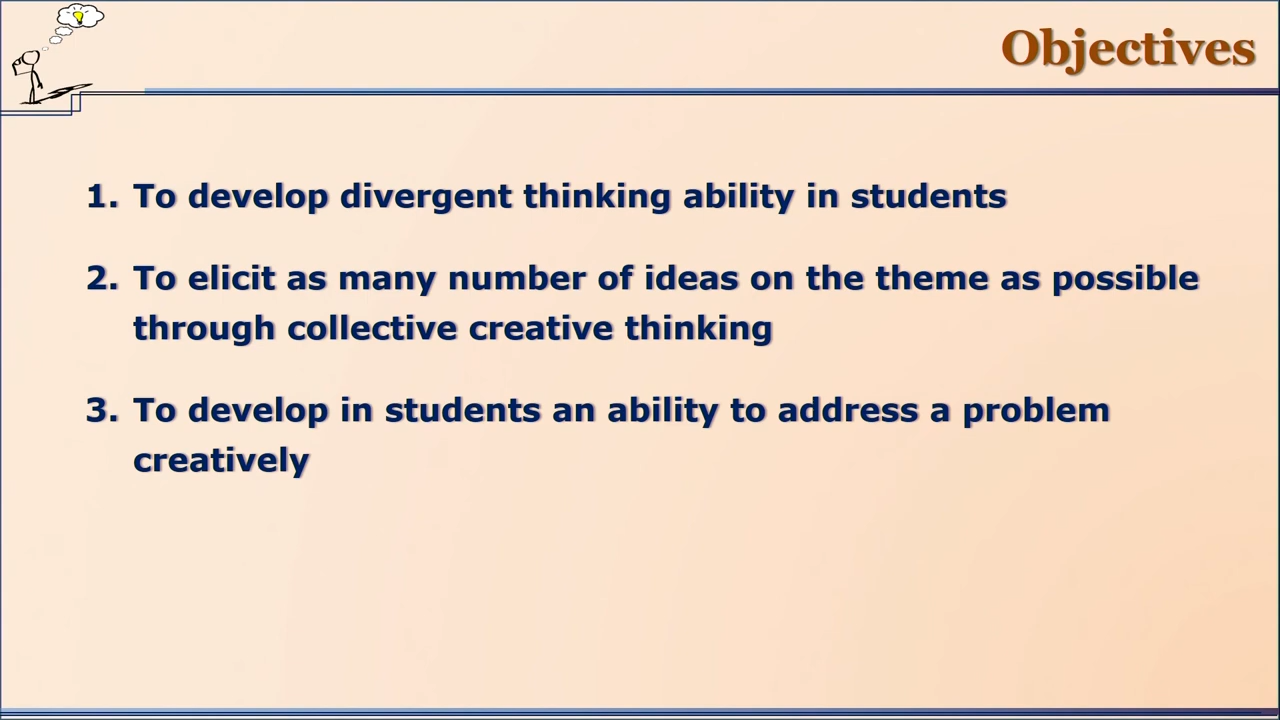 Objectives
1. To develop divergent thinking ability in students
2. To elicit as many number of ideas on the theme as possible
through collective creative thinking
3. To develop in students an ability to address a problem
creatively